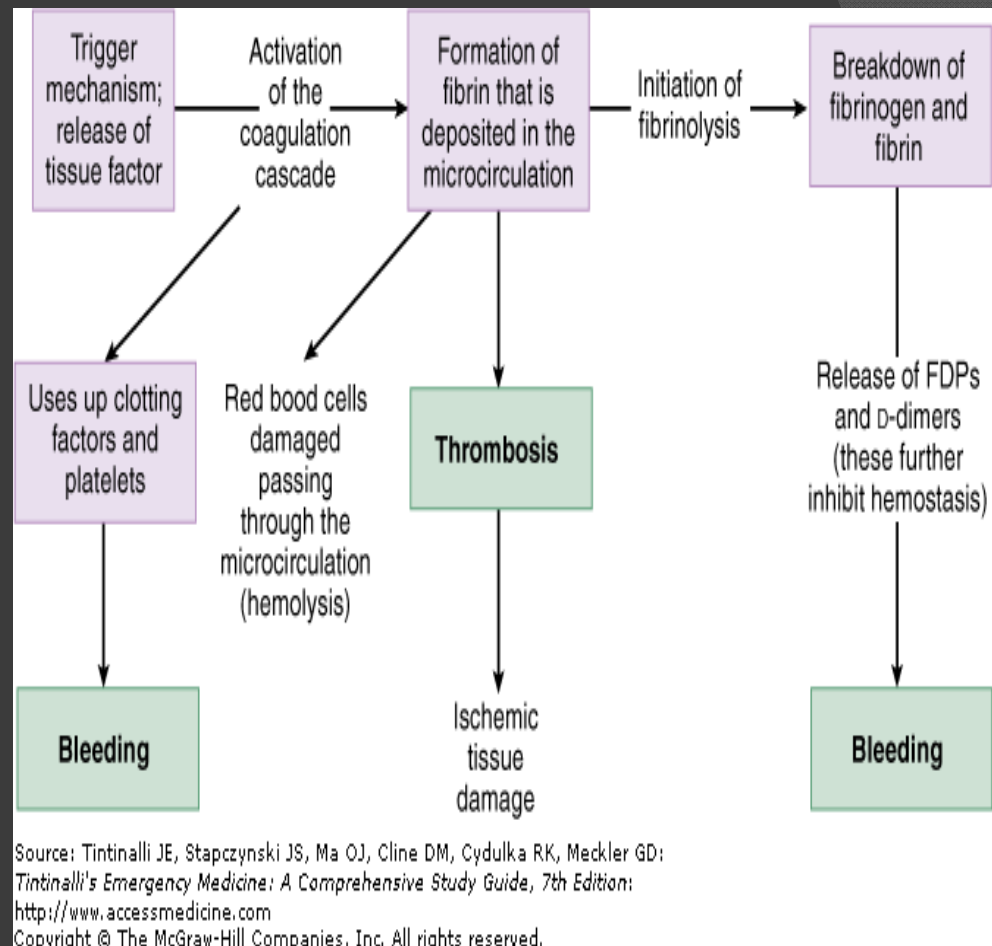 Trigger
mechanism;
release of
tissue factor
Activation
of the
coagulation
cascade
Formation of
fibrin that is
deposited in the
microcirculation
Initiation of
fibrinolysis
Breakdown of
fibrinogen and
fibrin
Uses up clotting
factors and
platelets
Red bood cells
damaged
passing
through the
microcirculation
(hemolysis)
Thrombosis
Release of FDPs
and D-dimers
(these further
inhibit hemostasis)
Bleeding
Ischemic
tissue
damage
Bleeding
Source: Tintinalli JE, Stapczynski JS, Ma OJ, Cline DM, Cydulka RK, Meckler GD:
Tintinalli's Emergency Medicine: A Comprehensive Study Guide, 7th Edition:
http://www.accessmedicine.com
Copyright © The McGraw-Hill Companies, Inc. All rights reserved.